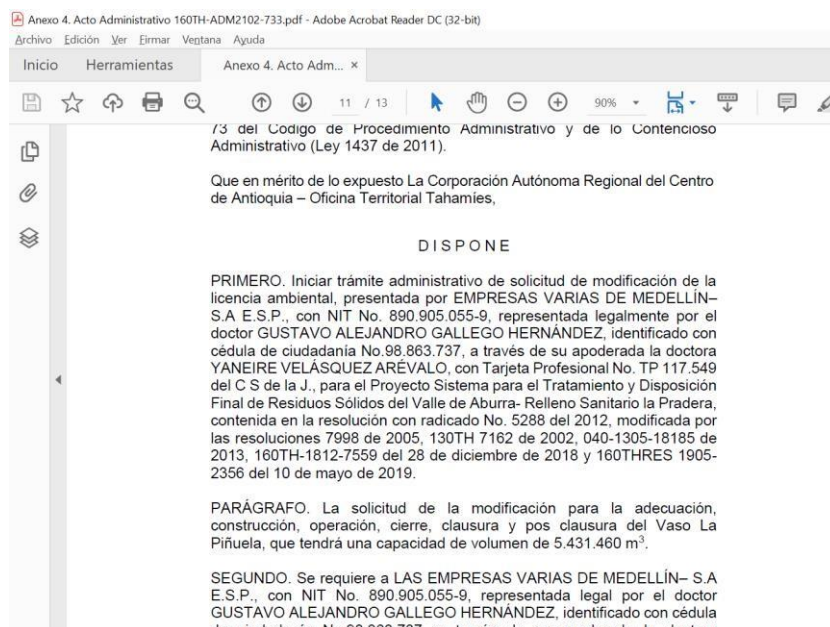 Anexo 4. Acto Administrativo 160TH-ADM2102-733.pdf - Adobe Acrobat Reader DC (32-bit)
Archivo Edición Ver Firmar Ventana Ayuda
Inicio Herramientas Anexo 4. Acto Adm... ×
11 / 13 90%
73 del Código de Procedimiento Administrativo y de lo Contencioso
Administrativo (Ley 1437 de 2011).
Que en mérito de lo expuesto La Corporación Autónoma Regional del Centro
de Antioquia – Oficina Territorial Tahamíes,
D I S P O N E
PRIMERO. Iniciar trámite administrativo de solicitud de modificación de la
licencia ambiental, presentada por EMPRESAS VARIAS DE MEDELLÍN–
S.A E.S.P., con NIT No. 890.905.055-9, representada legalmente por el
doctor GUSTAVO ALEJANDRO GALLEGO HERNÁNDEZ, identificado con
cédula de ciudadanía No.98.863.737, a través de su apoderada la doctora
YANEIRE VELÁSQUEZ ARÉVALO, con Tarjeta Profesional No. TP 117.549
del C S de la J., para el Proyecto Sistema para el Tratamiento y Disposición
Final de Residuos Sólidos del Valle de Aburra- Relleno Sanitario la Pradera,
contenida en la resolución con radicado No. 5288 del 2012, modificada por
las resoluciones 7998 de 2005, 130TH 7162 de 2002, 040-1305-18185 de
2013, 160TH-1812-7559 del 28 de diciembre de 2018 y 160THRES 1905-
2356 del 10 de mayo de 2019.
PARÁGRAFO. La solicitud de la modificación para la adecuación,
construcción, operación, cierre, clausura y pos clausura del Vaso La
Piñuela, que tendrá una capacidad de volumen de 5.431.460 m³.
SEGUNDO. Se requiere a LAS EMPRESAS VARIAS DE MEDELLÍN– S.A
E.S.P., con NIT No. 890.905.055-9, representada legal por el doctor
GUSTAVO ALEJANDRO GALLEGO HERNÁNDEZ, identificado con cédula